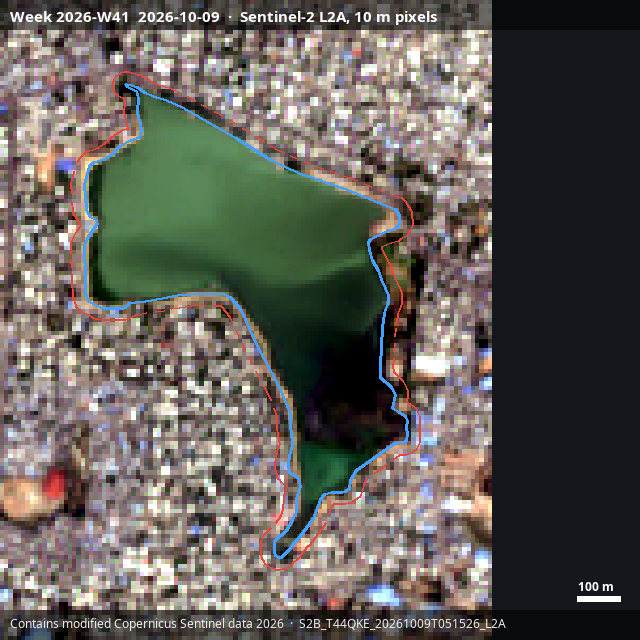 Week 2026-W41  2026-10-09  ·  Sentinel-2 L2A, 10 m pixels
100 m
Contains modified Copernicus Sentinel data 2026  ·  S2B_T44QKE_20261009T051526_L2A